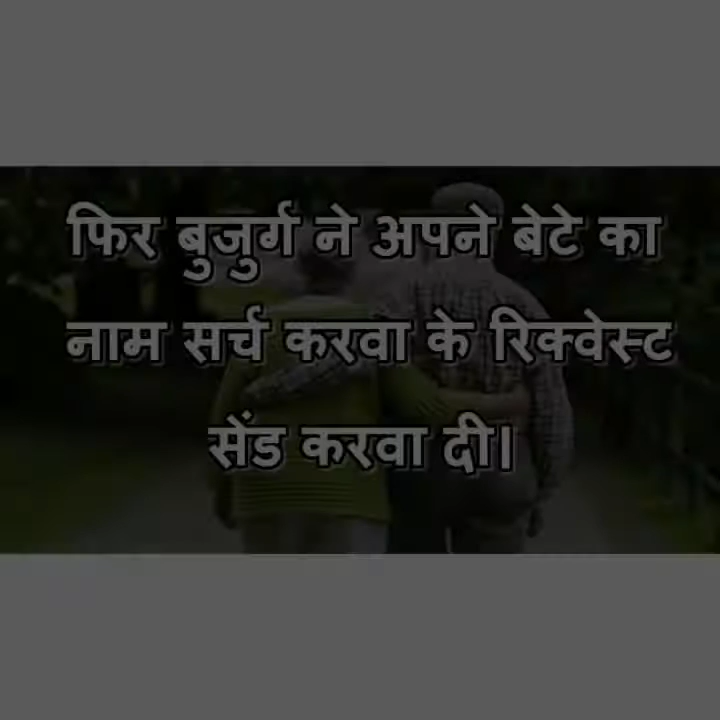 फिर बुजुर्ग ने अपने बेटे का
नाम सर्च करवा के रिक्वेस्ट
सेंड करवा दी।